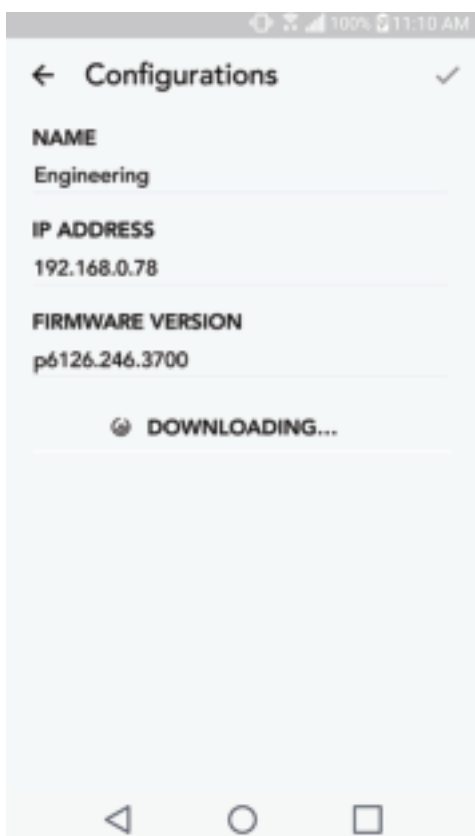 100% 11:10 AM
Configurations
NAME
Engineering
IP ADDRESS
192.168.0.78
FIRMWARE VERSION
p6126.246.3700
DOWNLOADING...